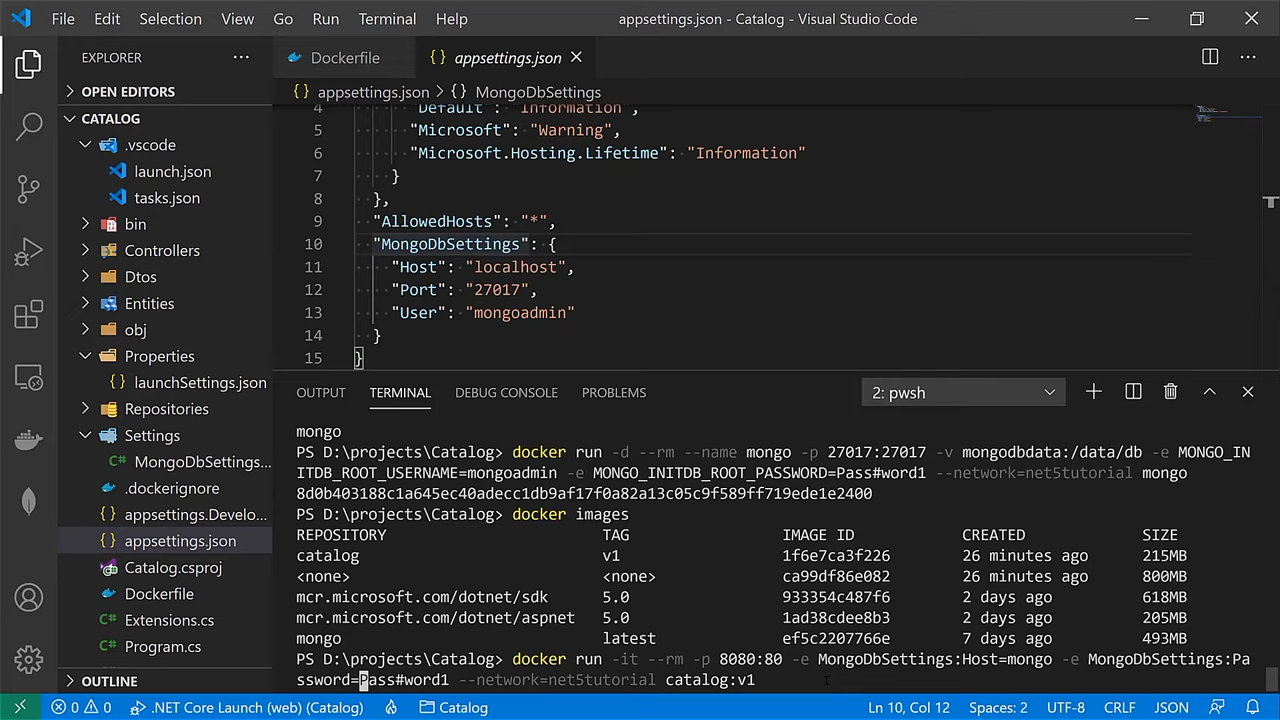 File Edit Selection View Go Run Terminal Help appsettings.json - Catalog - Visual Studio Code
EXPLORER
OPEN EDITORS
CATALOG
.vscode
launch.json
tasks.json
bin
Controllers
Dtos
Entities
obj
Properties
launchSettings.json
Repositories
Settings
MongoDbSettings...
.dockerignore
appsettings.Develo...
appsettings.json
Catalog.csproj
Dockerfile
Extensions.cs
Program.cs
OUTLINE
Dockerfile appsettings.json
appsettings.json > {} MongoDbSettings
4 "Default": "Information",
5 "Microsoft": "Warning",
6 "Microsoft.Hosting.Lifetime": "Information"
7 }
8 },
9 "AllowedHosts": "*",
10 "MongoDbSettings": {
11 "Host": "localhost",
12 "Port": "27017",
13 "User": "mongoadmin"
14 }
15 }
OUTPUT TERMINAL DEBUG CONSOLE PROBLEMS 2: pwsh
mongo
PS D:\projects\Catalog> docker run -d --rm --name mongo -p 27017:27017 -v mongodbdata:/data/db -e MONGO_IN
ITDB_ROOT_USERNAME=mongoadmin -e MONGO_INITDB_ROOT_PASSWORD=Pass#word1 --network=net5tutorial mongo
8d0b403188c1a645ec40adecc1db9af17f0a82a13c05c9f589ff719ede1e2400
PS D:\projects\Catalog> docker images
REPOSITORY TAG IMAGE ID CREATED SIZE
catalog v1 1f6e7ca3f226 26 minutes ago 215MB
<none> <none> ca99df86e082 26 minutes ago 800MB
mcr.microsoft.com/dotnet/sdk 5.0 933354c487f6 2 days ago 618MB
mcr.microsoft.com/dotnet/aspnet 5.0 1ad38cdee8b3 2 days ago 205MB
mongo latest ef5c2207766e 7 days ago 493MB
PS D:\projects\Catalog> docker run -it --rm -p 8080:80 -e MongoDbSettings:Host=mongo -e MongoDbSettings:Pa
ssword=Pass#word1 --network=net5tutorial catalog:v1
0 0 .NET Core Launch (web) (Catalog) Catalog Ln 10, Col 12 Spaces: 2 UTF-8 CRLF JSON